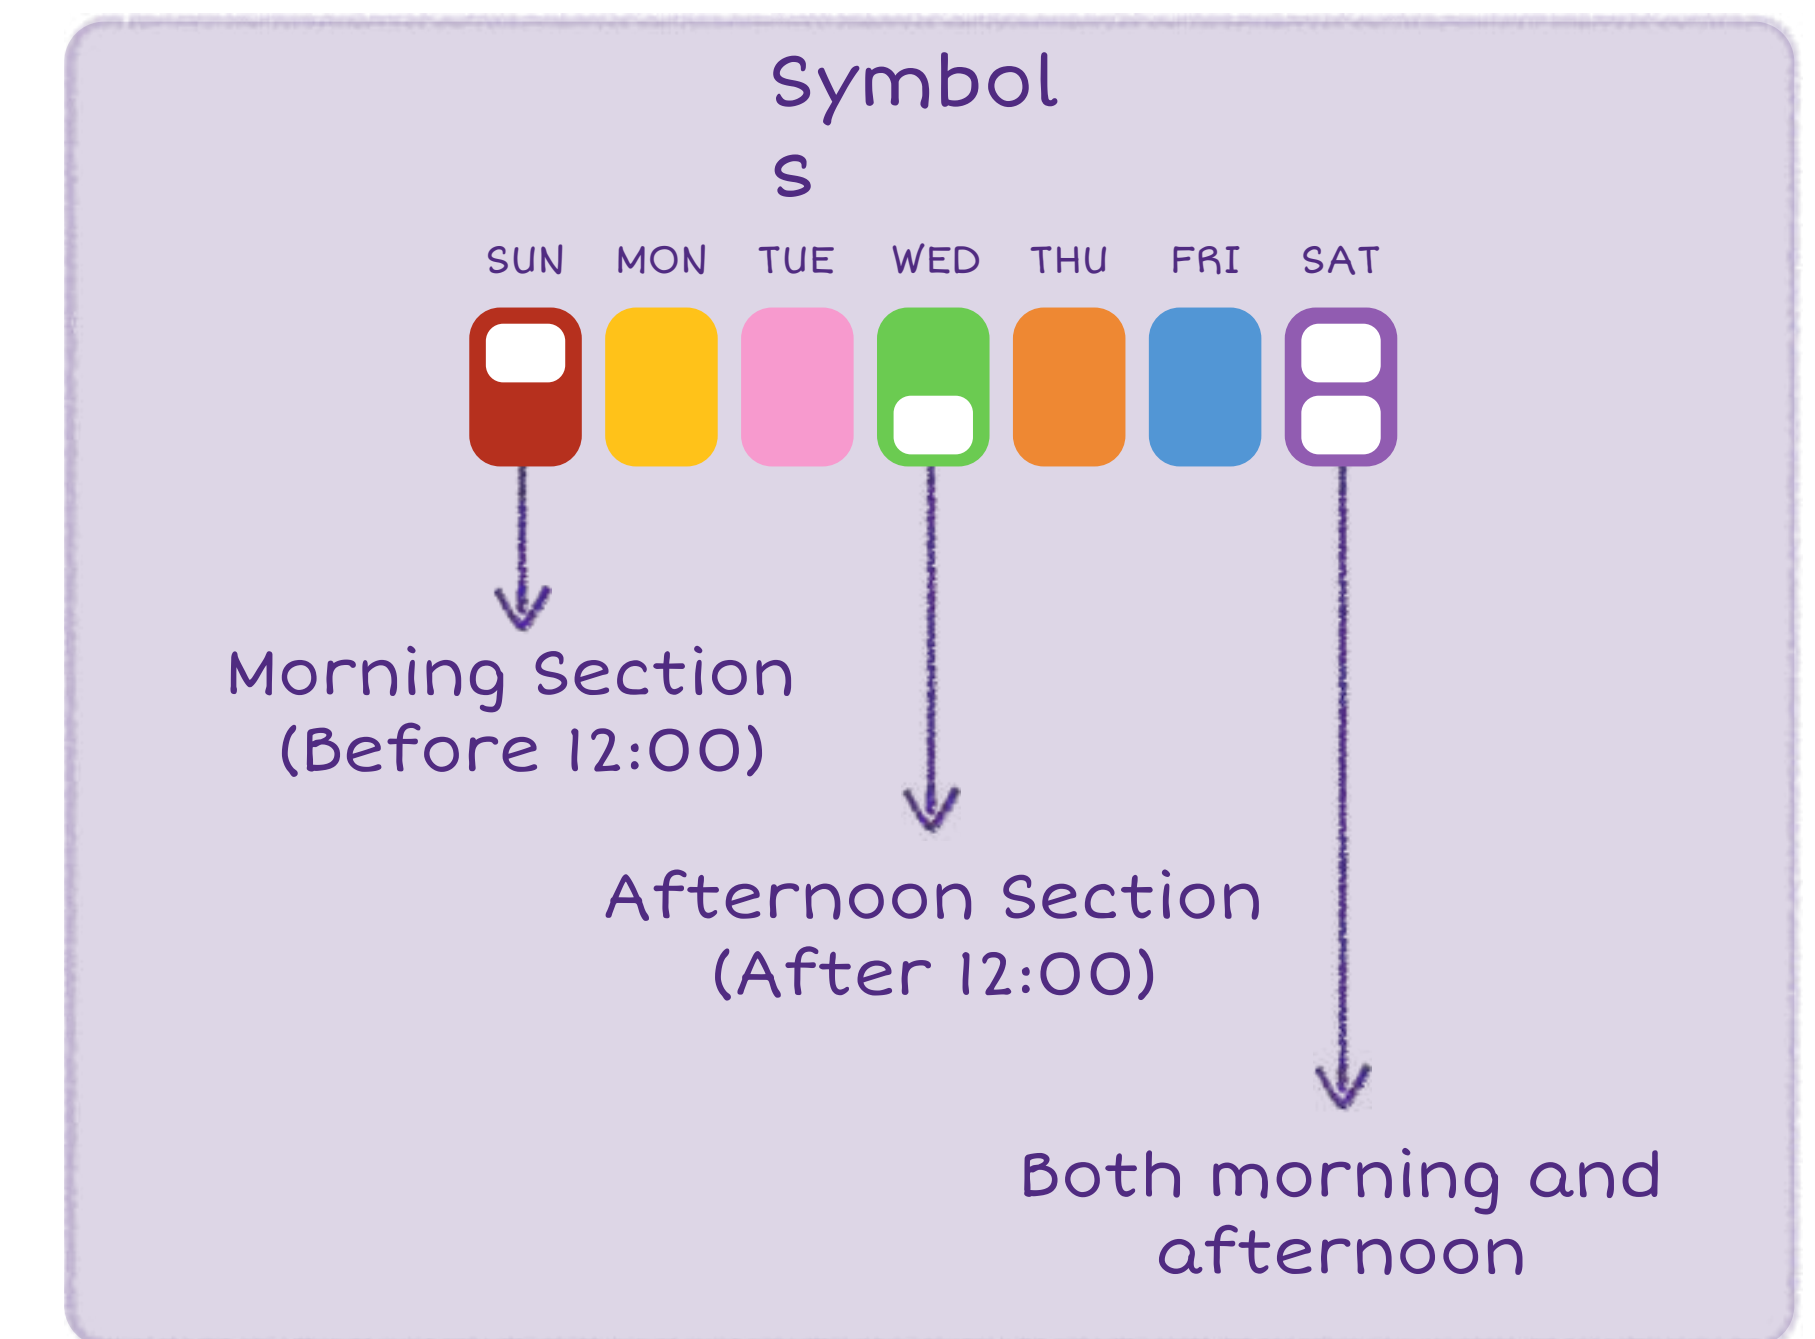 Symbol
s
SUN MON TUE WED THU FRI SAT
Morning Section
(Before 12:00)
Afternoon Section
(After 12:00)
Both morning and
afternoon